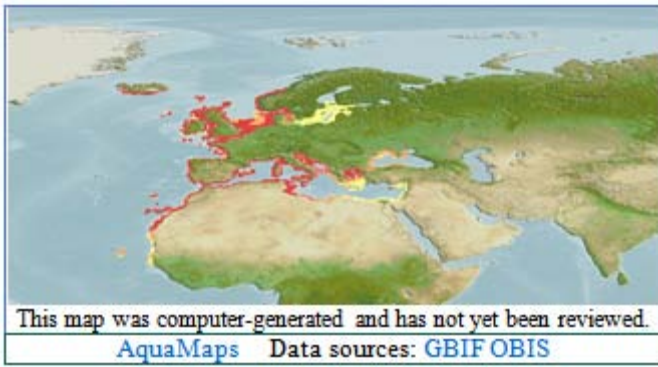 This map was computer-generated and has not yet been reviewed.
AquaMaps Data sources: GBIF OBIS